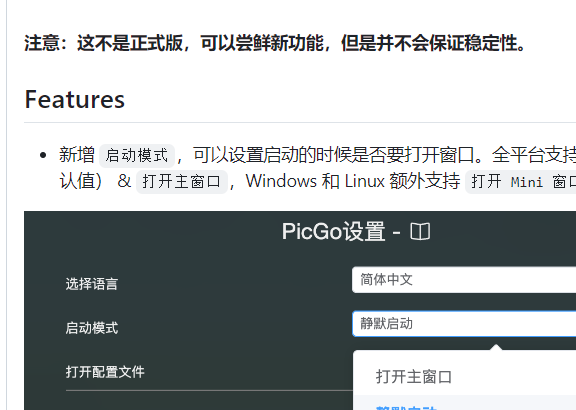 注意：这不是正式版，可以尝鲜新功能，但是并不会保证稳定性。
Features
新增 启动模式 ，可以设置启动的时候是否要打开窗口。全平台支持
认值） & 打开主窗口 ，Windows 和 Linux 额外支持 打开 Mini 窗口
PicGo设置 -
选择语言 简体中文
启动模式 静默启动
打开配置文件
打开主窗口
静默启动